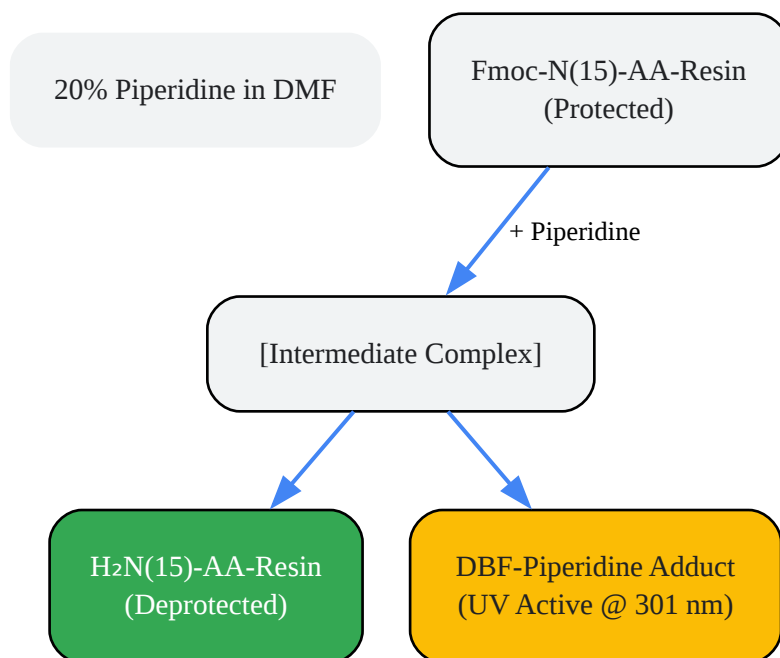 20% Piperidine in DMF
Fmoc-N(15)-AA-Resin
(Protected)
+ Piperidine
[Intermediate Complex]
H₂N(15)-AA-Resin
(Deprotected)
DBF-Piperidine Adduct
(UV Active @ 301 nm)